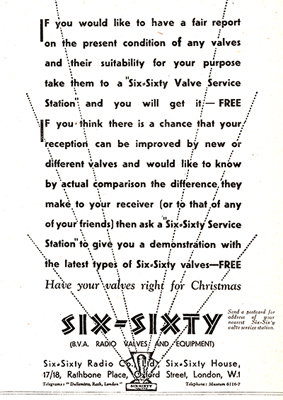 IF you would like to have a fair report
on the present condition of any valves
and their suitability for your purpose
take them to a "Six-Sixty Valve Service
Station" and you will get it.— FREE
IF you think there is a chance that your
reception can be improved by new or
different valves and would like to know
by actual comparison the difference they
make to your receiver (or to that of any
of your friends) then ask a "Six-Sixty Service
Station" to give you a demonstration with
the latest types of Six-Sixty valves—FREE
Have your valves right for Christmas
SIX-SIXTY
(B.V.A. RADIO VALVES AND EQUIPMENT)
Send a postcard for
address of your
nearest Six-Sixty
valve service station.
Six-Sixty Radio Co. Ltd., Six-Sixty House,
17/18, Rathbone Place, Oxford Street, London, W.1
Telegrams: " Rath, London" Telephone: Museum 6116-7
SIX-SIXTY